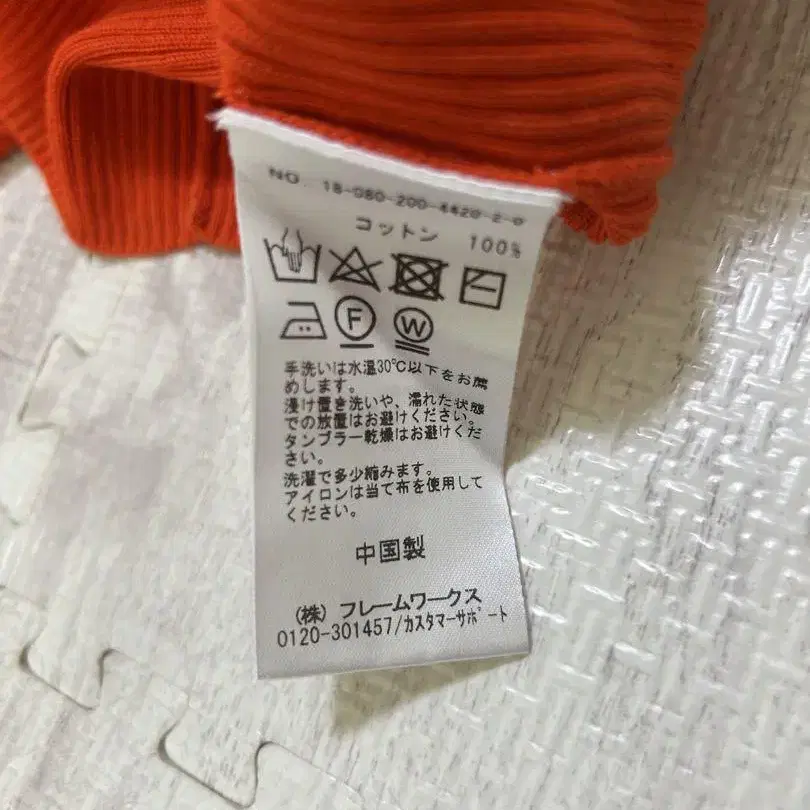 NO. 18-080-200-4420-2-0
コットン 100%
F W
手洗いは水温30℃以下をお薦
めします。
浸け置き洗いや、濡れた状態
での放置はお避けください。
タンブラー乾燥はお避けくだ
さい。
洗濯で多少縮みます。
アイロンは当て布を使用して
ください。
中国製
(株) フレームワークス
0120-301457/カスタマーサポート